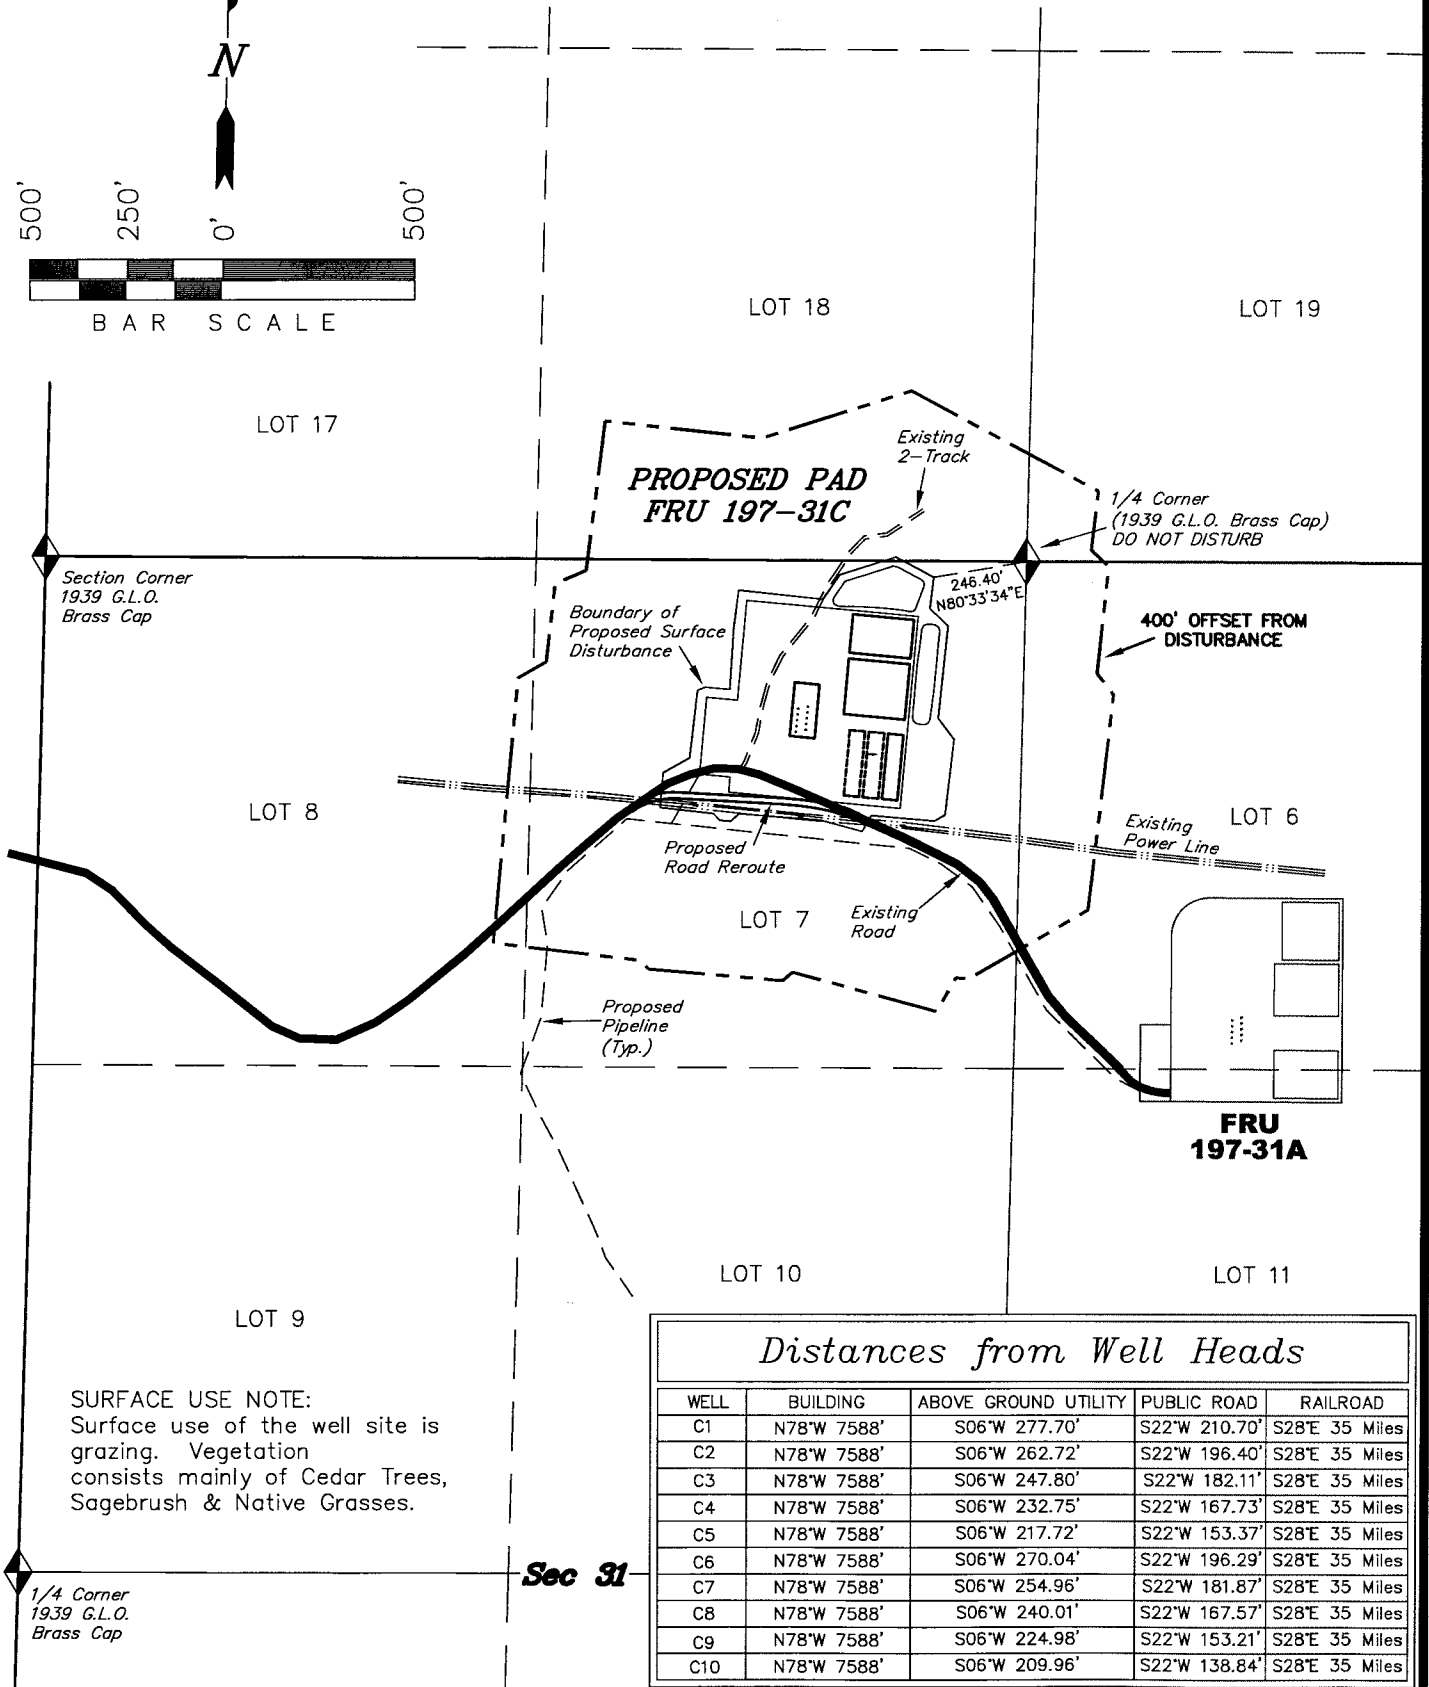 N
500'
250'
0'
500'
BAR SCALE
LOT 18
LOT 19
LOT 17
Existing
2-Track
PROPOSED PAD
FRU 197-31C
1/4 Corner
(1939 G.L.O. Brass Cap)
DO NOT DISTURB
Section Corner
1939 G.L.O.
Brass Cap
246.40'
N80°33'34"E
Boundary of
Proposed Surface
Disturbance
400' OFFSET FROM
DISTURBANCE
LOT 8
LOT 6
Existing
Power Line
Proposed
Road Reroute
LOT 7
Existing
Road
Proposed
Pipeline
(Typ.)
FRU
197-31A
LOT 10
LOT 11
LOT 9
SURFACE USE NOTE:
Surface use of the well site is
grazing. Vegetation
consists mainly of Cedar Trees,
Sagebrush & Native Grasses.
Sec 31
1/4 Corner
1939 G.L.O.
Brass Cap
Distances from Well Heads
WELL BUILDING ABOVE GROUND UTILITY PUBLIC ROAD RAILROAD
C1 N78°W 7588' S06°W 277.70' S22°W 210.70' S28°E 35 Miles
C2 N78°W 7588' S06°W 262.72' S22°W 196.40' S28°E 35 Miles
C3 N78°W 7588' S06°W 247.80' S22°W 182.11' S28°E 35 Miles
C4 N78°W 7588' S06°W 232.75' S22°W 167.73' S28°E 35 Miles
C5 N78°W 7588' S06°W 217.72' S22°W 153.37' S28°E 35 Miles
C6 N78°W 7588' S06°W 270.04' S22°W 196.29' S28°E 35 Miles
C7 N78°W 7588' S06°W 254.96' S22°W 181.87' S28°E 35 Miles
C8 N78°W 7588' S06°W 240.01' S22°W 167.57' S28°E 35 Miles
C9 N78°W 7588' S06°W 224.98' S22°W 153.21' S28°E 35 Miles
C10 N78°W 7588' S06°W 209.96' S22°W 138.84' S28°E 35 Miles